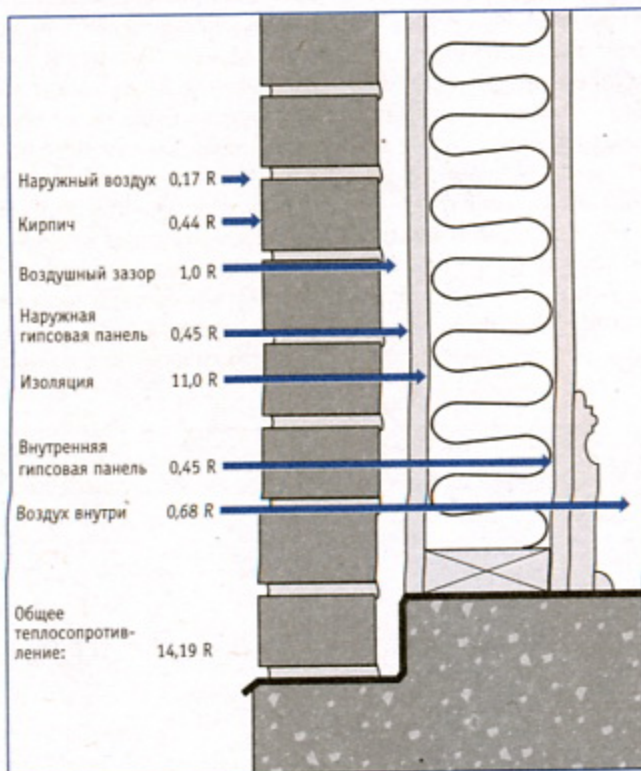 Наружный воздух 0,17 R
Кирпич 0,44 R
Воздушный зазор 1,0 R
Наружная
гипсовая панель 0,45 R
Изоляция 11,0 R
Внутренняя
гипсовая панель 0,45 R
Воздух внутри 0,68 R
Общее
теплосопротив-
ление: 14,19 R